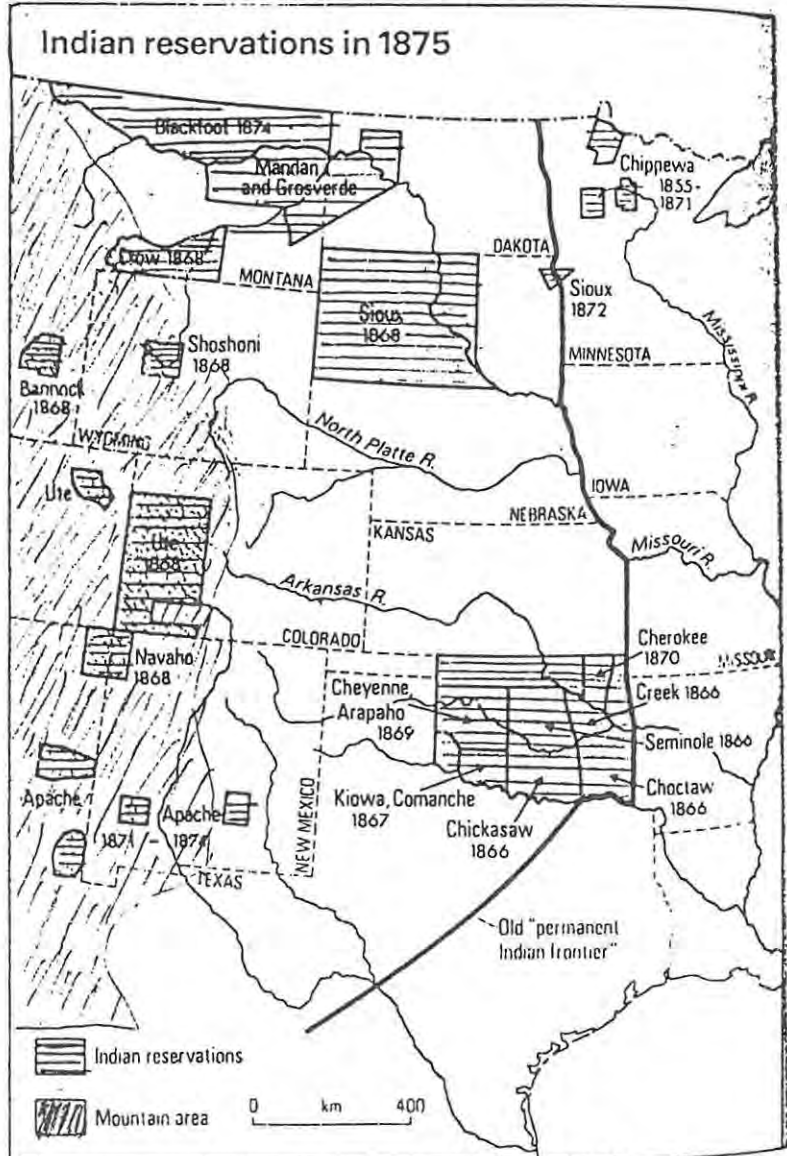 Indian reservations in 1875
Blackfoot 1874
Mandan
and Grosverde
Chippewa
1855-
1871
Crow 1868
MONTANA
DAKOTA
Sioux
1872
Sioux
1868
Shoshoni
1868
Bannock
1868
MINNESOTA
Mississippi R.
WYOMING
North Platte R.
Ute
IOWA
NEBRASKA
KANSAS
Missouri R.
Ute
1868
Arkansas R.
COLORADO
Navaho
1868
Cherokee
1870
MISSOURI
Cheyenne,
Arapaho
1869
Creek 1866
Seminole 1866
Apache
Kiowa, Comanche
1867
Choctaw
1866
Chickasaw
1866
Apache
1871 - 1874
NEW MEXICO
TEXAS
Old "permanent
Indian frontier"
Indian reservations
Mountain area
0 km 400